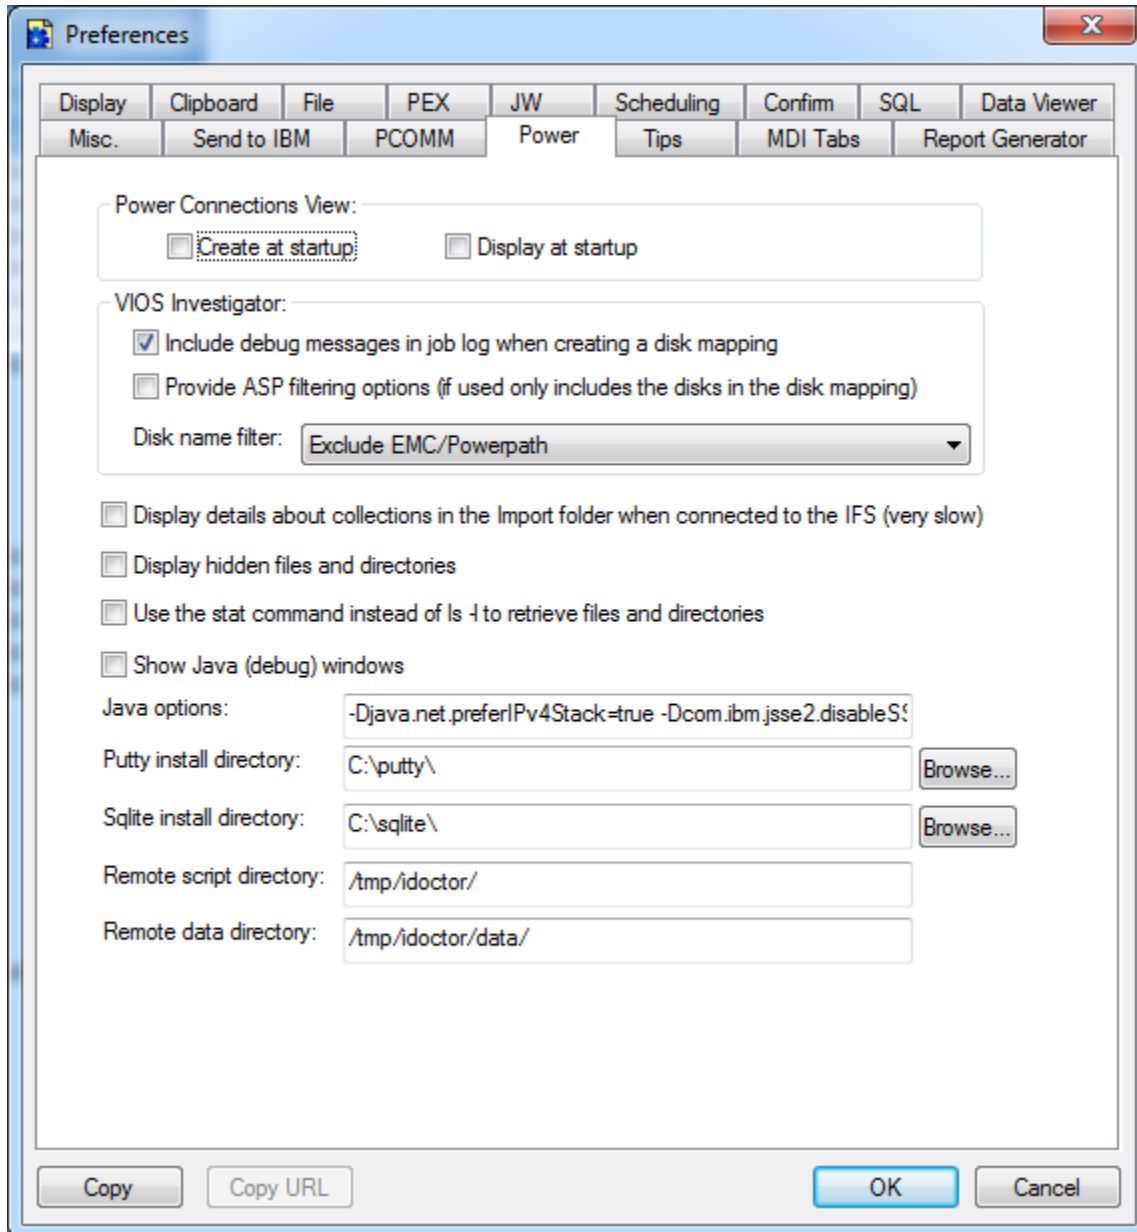 Preferences
Display Clipboard File PEX JW Scheduling Confirm SQL Data Viewer
Misc. Send to IBM PCOMM Power Tips MDI Tabs Report Generator
Power Connections View:
Create at startup Display at startup
VIOS Investigator:
Include debug messages in job log when creating a disk mapping
Provide ASP filtering options (if used only includes the disks in the disk mapping)
Disk name filter: Exclude EMC/Powerpath
Display details about collections in the Import folder when connected to the IFS (very slow)
Display hidden files and directories
Use the stat command instead of ls -l to retrieve files and directories
Show Java (debug) windows
Java options: -Djava.net.preferIPv4Stack=true -Dcom.ibm.jsse2.disableSS
Putty install directory: C:\putty\ Browse...
Sqlite install directory: C:\sqlite\ Browse...
Remote script directory: /tmp/idoctor/
Remote data directory: /tmp/idoctor/data/
Copy Copy URL OK Cancel